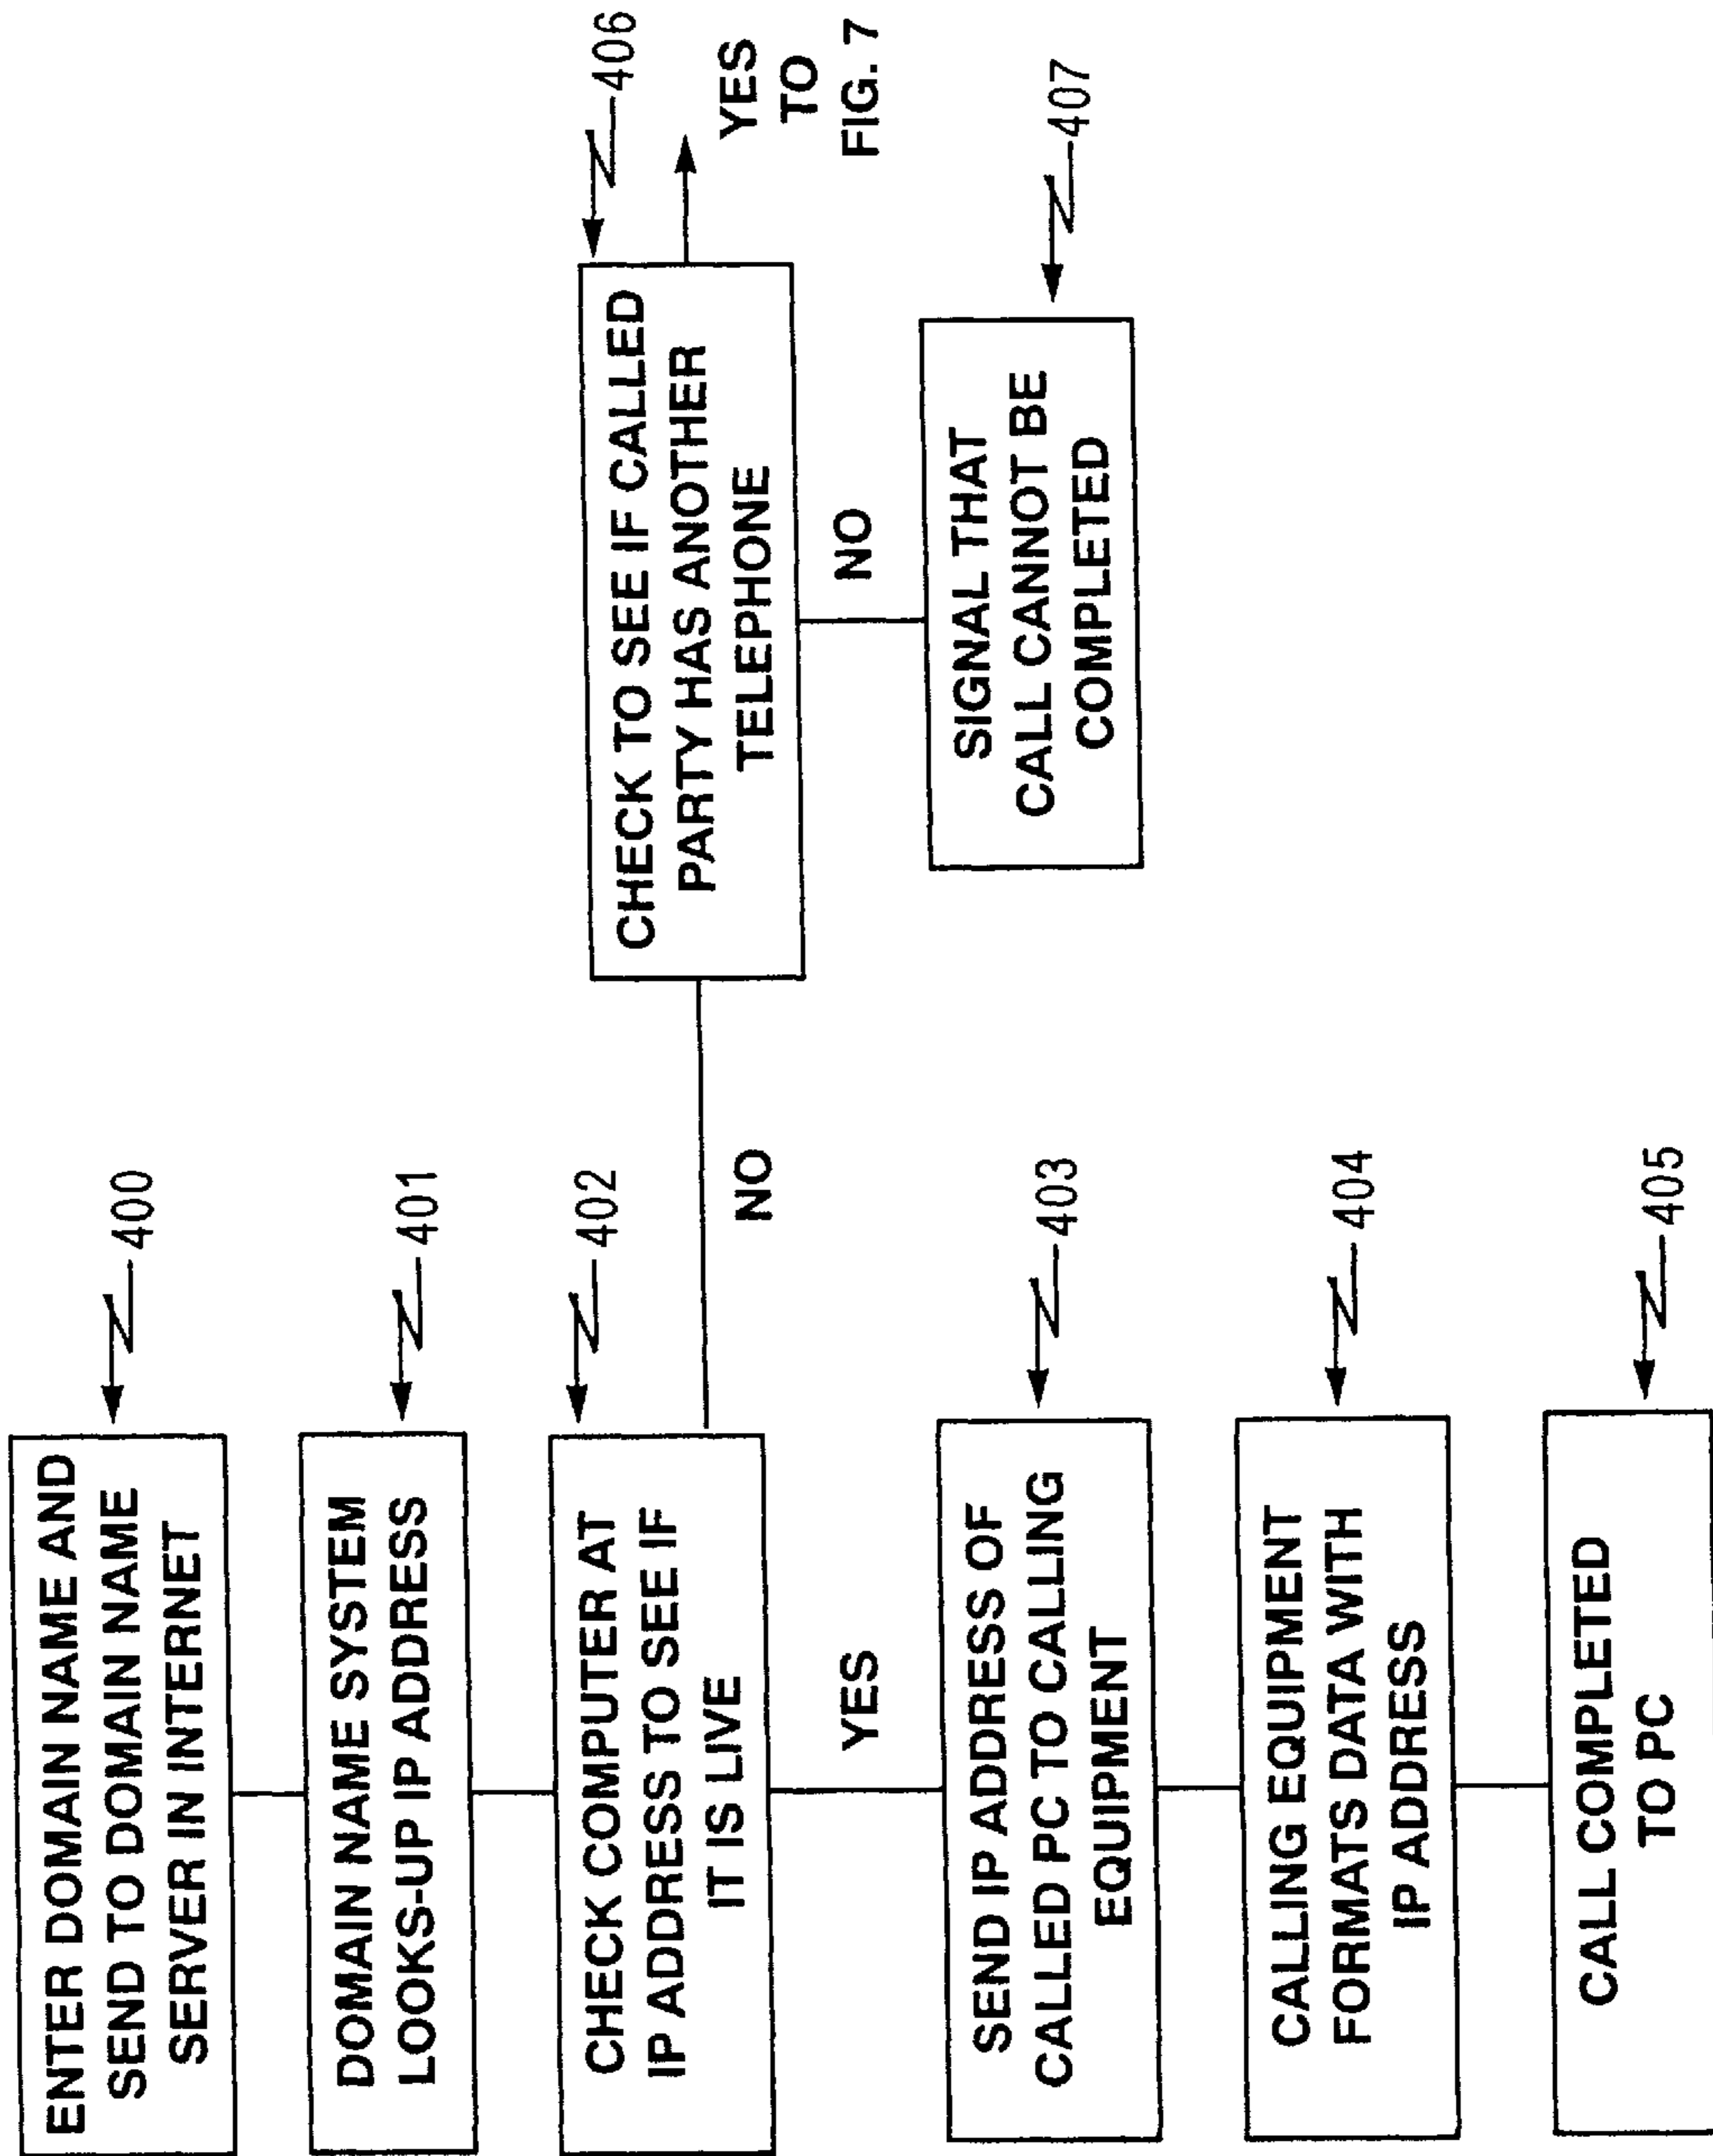 ENTER DOMAIN NAME AND
SEND TO DOMAIN NAME
SERVER IN INTERNET
400
DOMAIN NAME SYSTEM
LOOKS-UP IP ADDRESS
401
CHECK COMPUTER AT
IP ADDRESS TO SEE IF
IT IS LIVE
402
NO
YES
SEND IP ADDRESS OF
CALLED PC TO CALLING
EQUIPMENT
403
CALLING EQUIPMENT
FORMATS DATA WITH
IP ADDRESS
404
CALL COMPLETED
TO PC
405
CHECK TO SEE IF CALLED
PARTY HAS ANOTHER
TELEPHONE
406
YES
TO
FIG. 7
NO
SIGNAL THAT
CALL CANNOT BE
COMPLETED
407